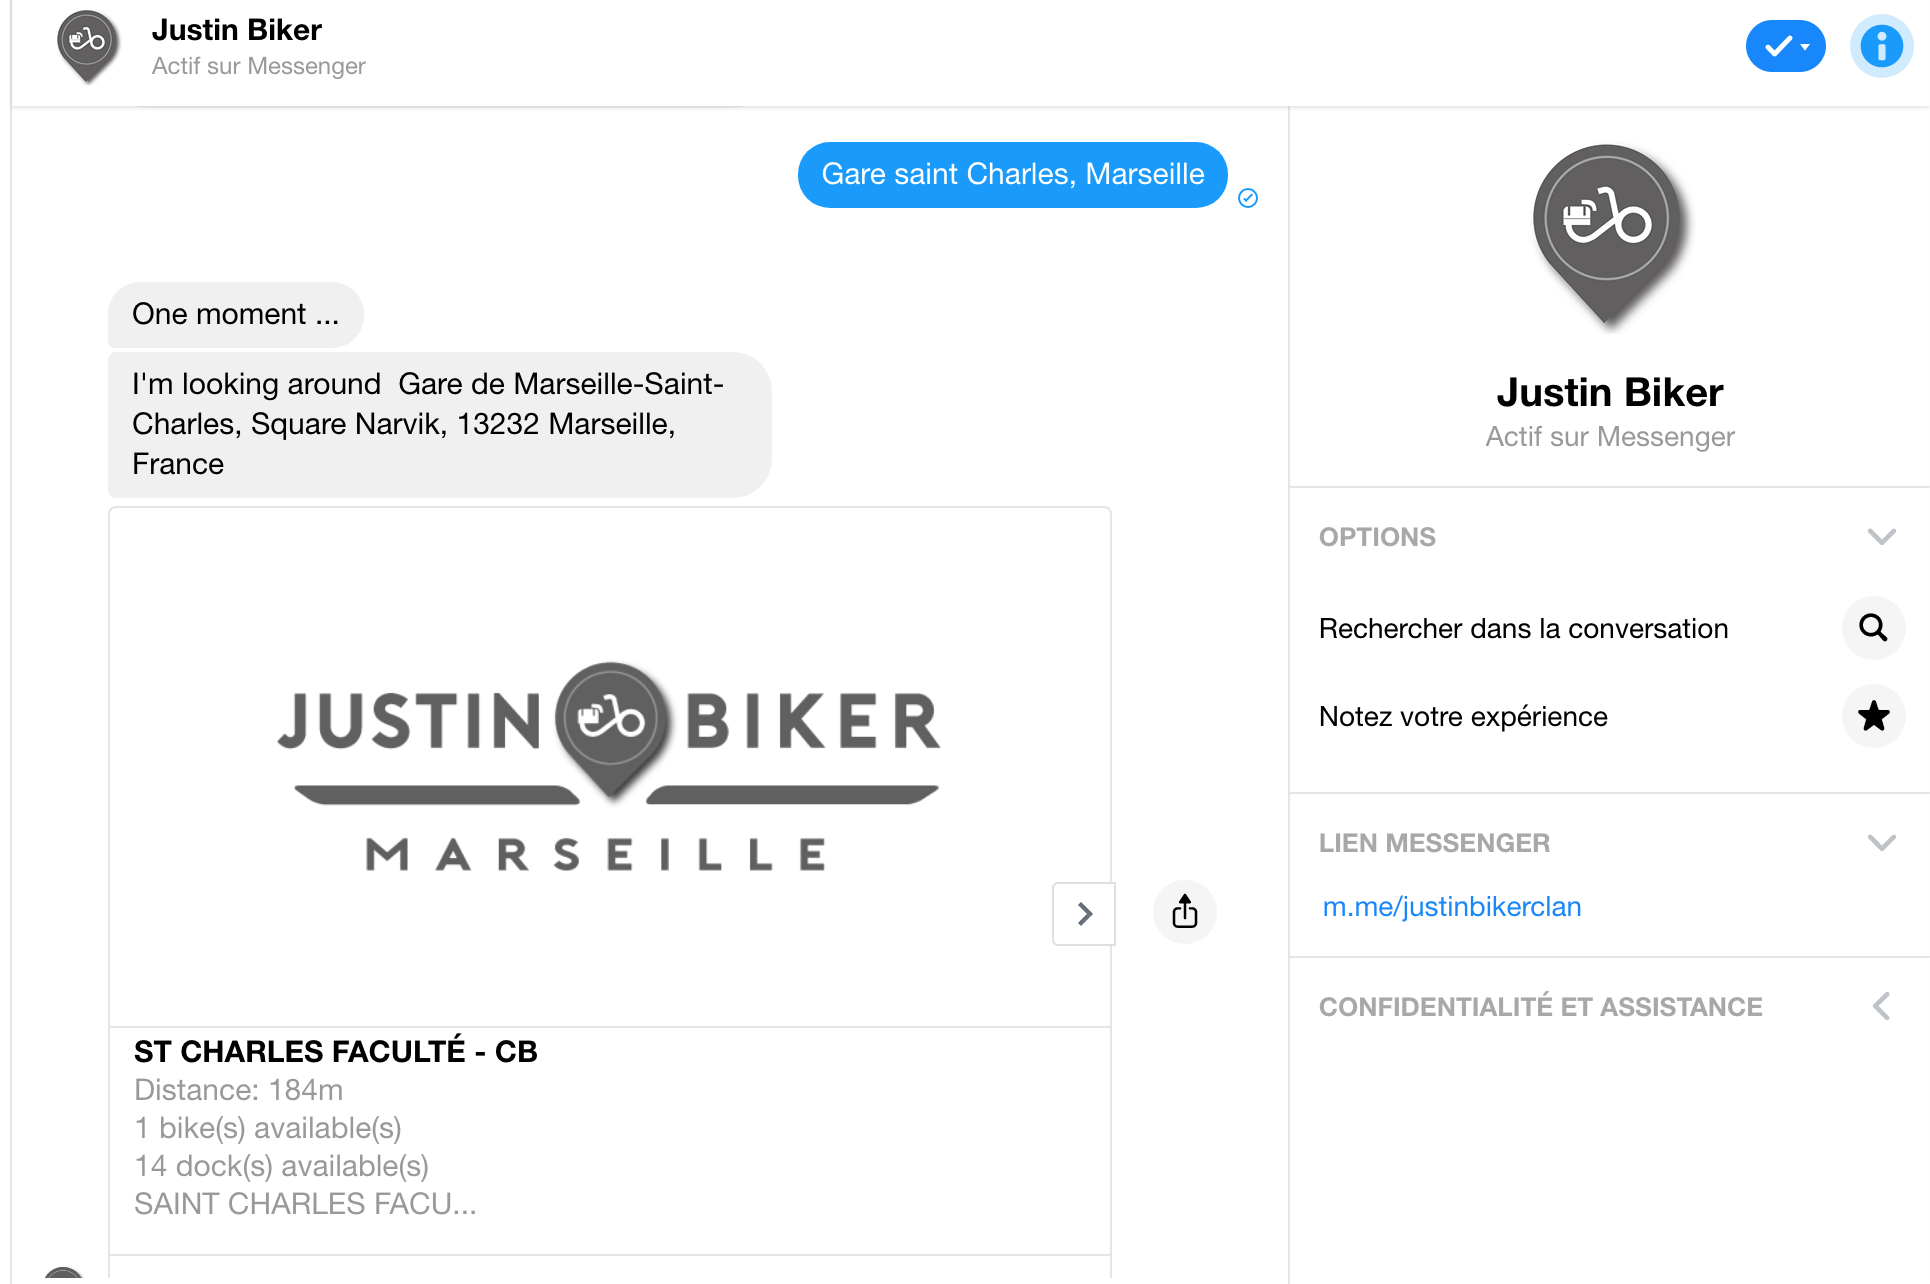 Justin Biker
Actif sur Messenger
Gare saint Charles, Marseille
One moment ...
I'm looking around  Gare de Marseille-Saint-
Charles, Square Narvik, 13232 Marseille,
France
JUSTIN BIKER
MARSEILLE
ST CHARLES FACULTÉ - CB
Distance: 184m
1 bike(s) available(s)
14 dock(s) available(s)
SAINT CHARLES FACU...
Justin Biker
Actif sur Messenger
OPTIONS
Rechercher dans la conversation
Notez votre expérience
LIEN MESSENGER
m.me/justinbikerclan
CONFIDENTIALITÉ ET ASSISTANCE